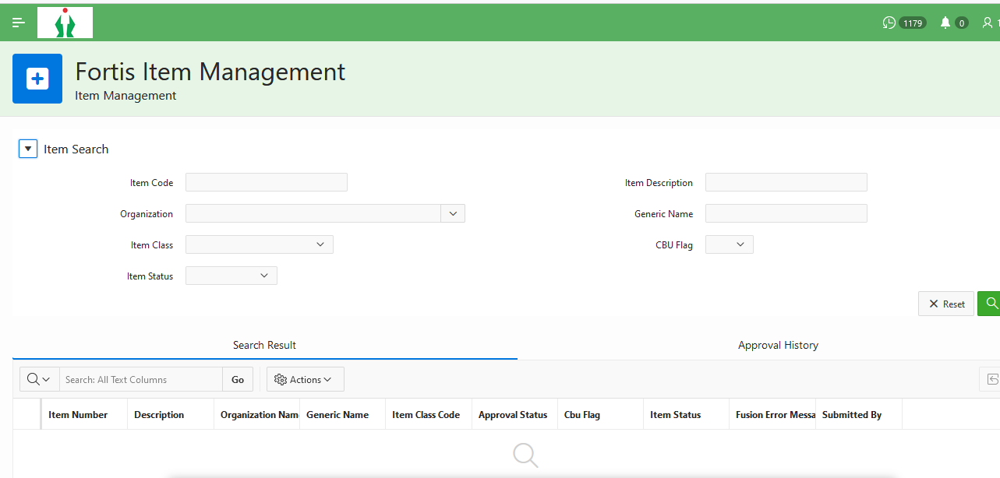 1179
0
Fortis Item Management
Item Management
Item Search
Item Code
Item Description
Organization
Generic Name
Item Class
CBU Flag
Item Status
Reset
Search Result
Approval History
Search: All Text Columns
Go
Actions
Item Number Description Organization Nam Generic Name Item Class Code Approval Status Cbu Flag Item Status Fusion Error Messa Submitted By